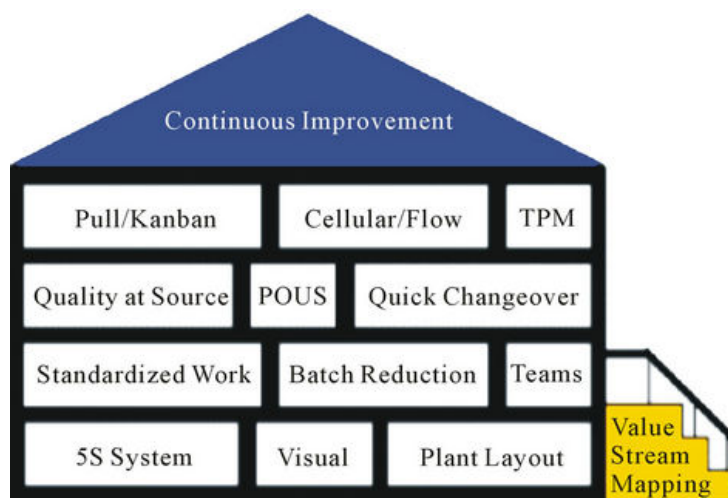 Continuous Improvement
Pull/Kanban Cellular/Flow TPM
Quality at Source POUS Quick Changeover
Standardized Work Batch Reduction Teams
5S System Visual Plant Layout
Value
Stream
Mapping